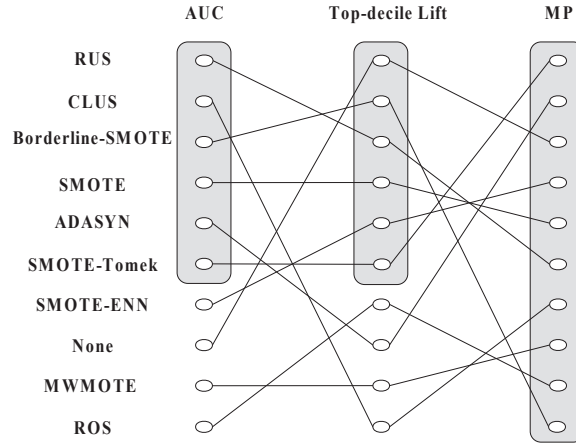 AUC Top-decile Lift MP
RUS
CLUS
Borderline-SMOTE
SMOTE
ADASYN
SMOTE-Tomek
SMOTE-ENN
None
MWMOTE
ROS